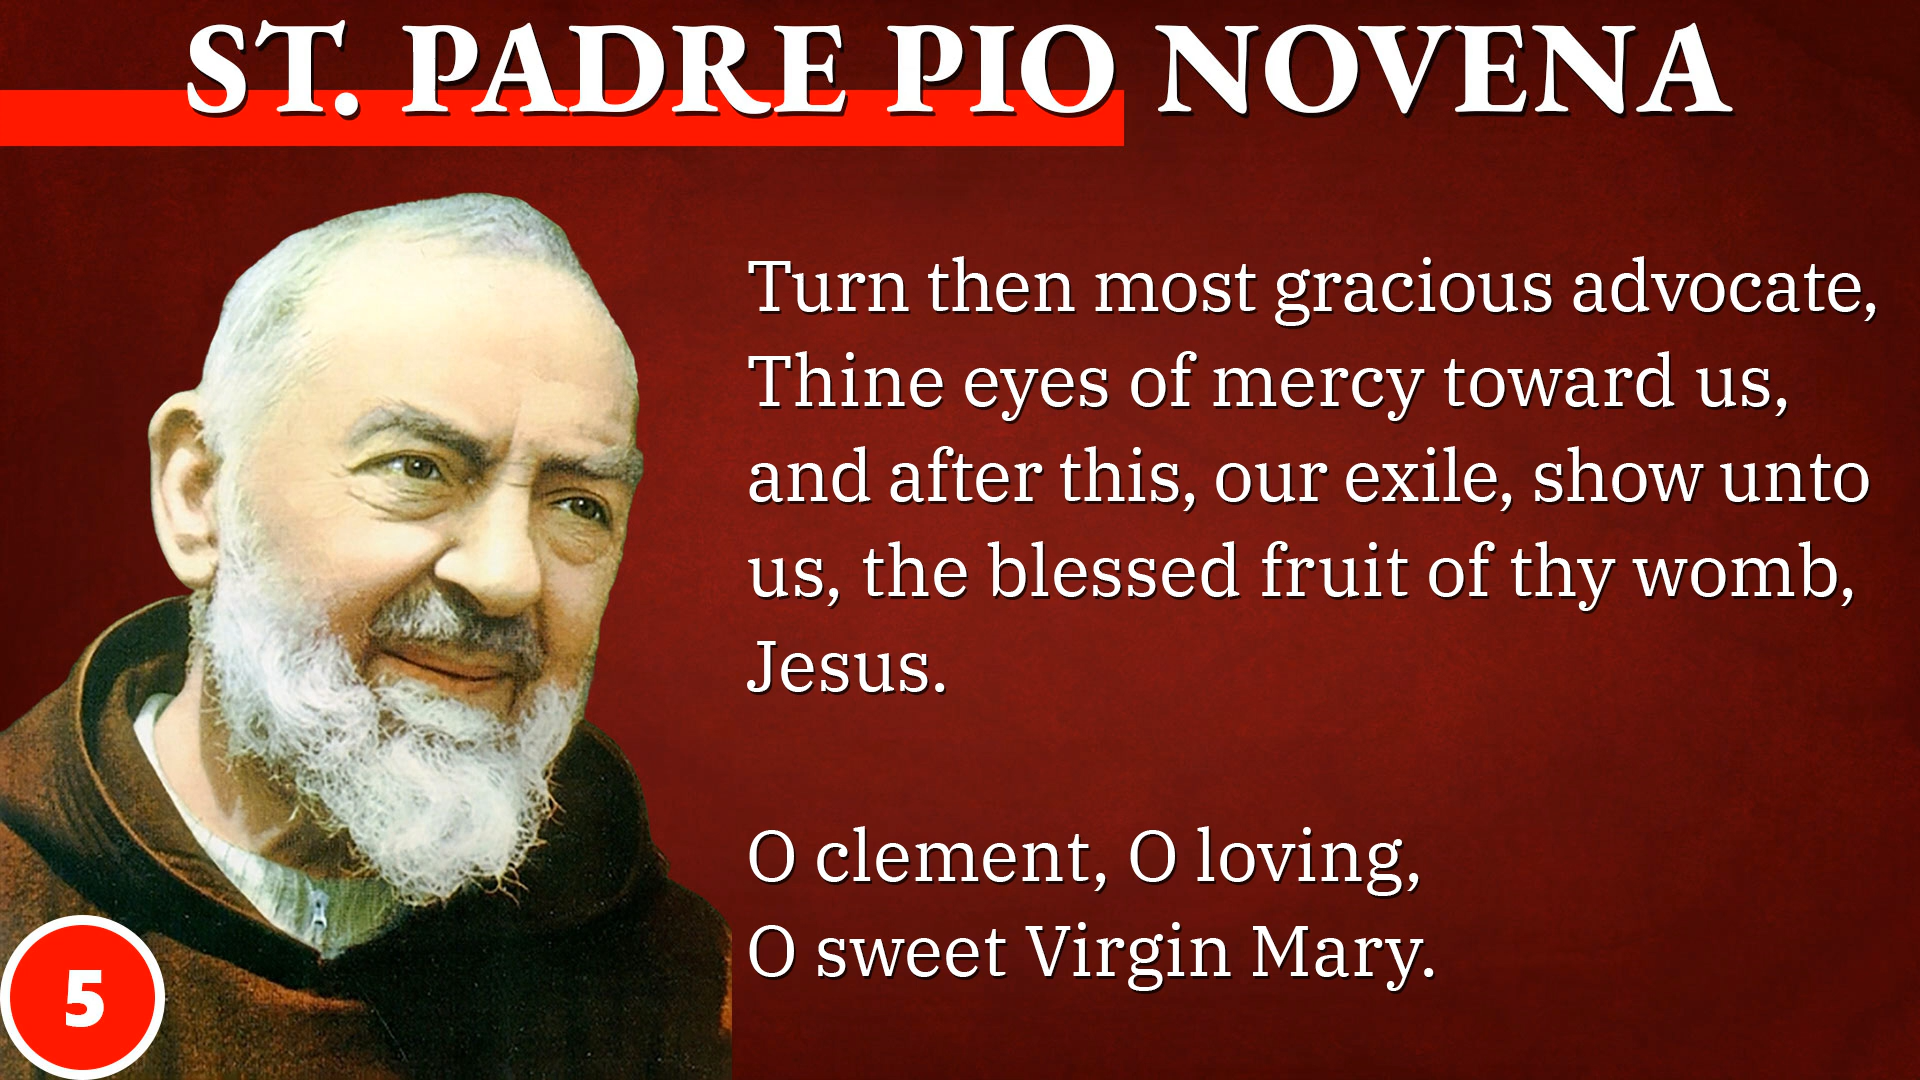 ST. PADRE PIO NOVENA
Turn then most gracious advocate,
Thine eyes of mercy toward us,
and after this, our exile, show unto
us, the blessed fruit of thy womb,
Jesus.
O clement, O loving,
O sweet Virgin Mary.
5